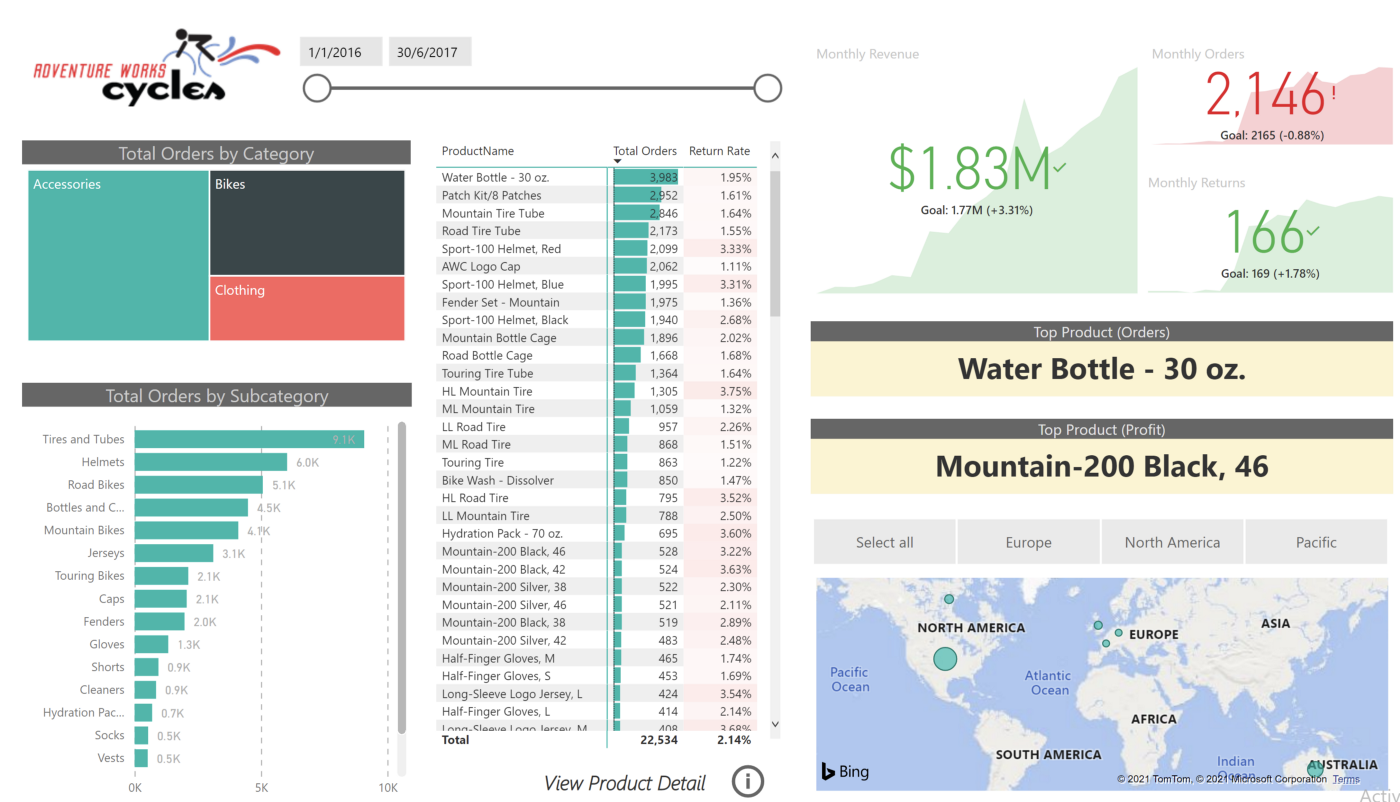 ADVENTURE WORKS
cycles
1/1/2016
30/6/2017
Total Orders by Category
Accessories
Bikes
Clothing
Total Orders by Subcategory
Tires and Tubes 9.1K
Helmets 6.0K
Road Bikes 5.1K
Bottles and C... 4.5K
Mountain Bikes 4.1K
Jerseys 3.1K
Touring Bikes 2.1K
Caps 2.1K
Fenders 2.0K
Gloves 1.3K
Shorts 0.9K
Cleaners 0.9K
Hydration Pac... 0.7K
Socks 0.5K
Vests 0.5K
0K 5K 10K
ProductName Total Orders Return Rate
Water Bottle - 30 oz. 3,983 1.95%
Patch Kit/8 Patches 2,952 1.61%
Mountain Tire Tube 2,846 1.64%
Road Tire Tube 2,173 1.55%
Sport-100 Helmet, Red 2,099 3.33%
AWC Logo Cap 2,062 1.11%
Sport-100 Helmet, Blue 1,995 3.31%
Fender Set - Mountain 1,975 1.36%
Sport-100 Helmet, Black 1,940 2.68%
Mountain Bottle Cage 1,896 2.02%
Road Bottle Cage 1,668 1.68%
Touring Tire Tube 1,364 1.64%
HL Mountain Tire 1,305 3.75%
ML Mountain Tire 1,059 1.32%
LL Road Tire 957 2.26%
ML Road Tire 868 1.51%
Touring Tire 863 1.22%
Bike Wash - Dissolver 850 1.47%
HL Road Tire 795 3.52%
LL Mountain Tire 788 2.50%
Hydration Pack - 70 oz. 695 3.60%
Mountain-200 Black, 46 528 3.22%
Mountain-200 Black, 42 524 3.63%
Mountain-200 Silver, 38 522 2.30%
Mountain-200 Silver, 46 521 2.11%
Mountain-200 Black, 38 519 2.89%
Mountain-200 Silver, 42 483 2.48%
Half-Finger Gloves, M 465 1.74%
Half-Finger Gloves, S 453 1.69%
Long-Sleeve Logo Jersey, L 424 3.54%
Half-Finger Gloves, L 414 2.14%
Long-Sleeve Logo Jersey, M 408 3.68%
Total 22,534 2.14%
View Product Detail
Monthly Revenue
$1.83M
Goal: 1.77M (+3.31%)
Monthly Orders
2,146!
Goal: 2165 (-0.88%)
Monthly Returns
166
Goal: 169 (+1.78%)
Top Product (Orders)
Water Bottle - 30 oz.
Top Product (Profit)
Mountain-200 Black, 46
Select all Europe North America Pacific
NORTH AMERICA
EUROPE
ASIA
Pacific
Ocean
Atlantic
Ocean
AFRICA
SOUTH AMERICA
Indian
Ocean
AUSTRALIA
Bing
© 2021 TomTom, © 2021 Microsoft Corporation Terms